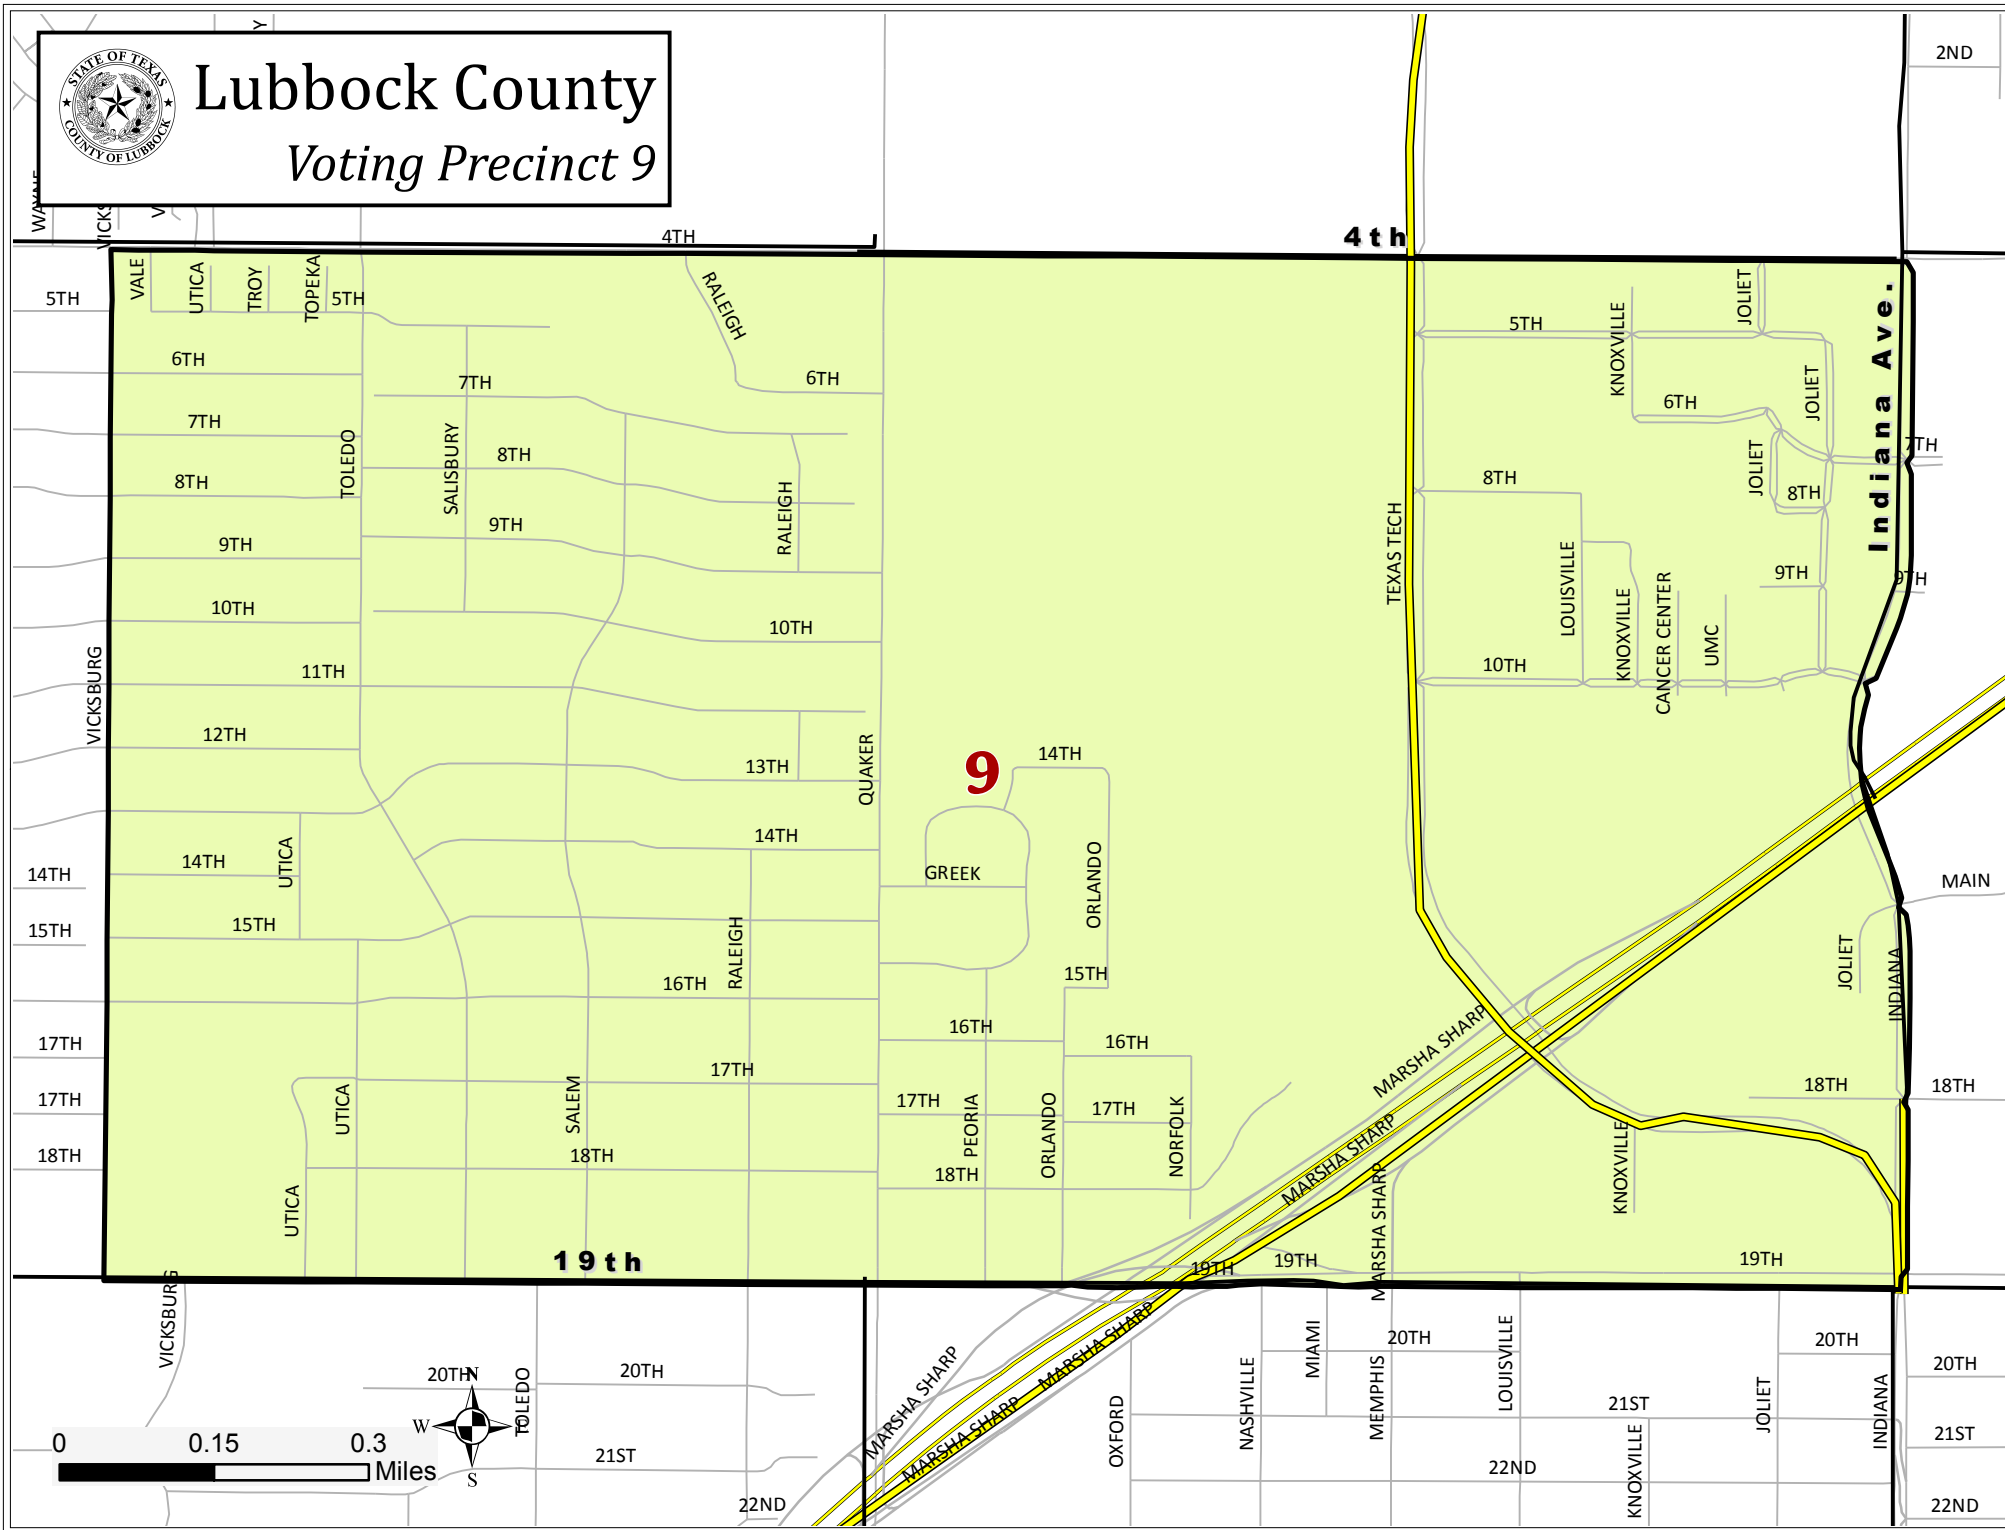 STATE OF TEXAS
COUNTY OF LUBBOCK
Lubbock County
Voting Precinct 9
2ND
4TH
4th
VALE
UTICA
TROY
TOPEKA
5TH
5TH
RALEIGH
5TH
KNOXVILLE
JOLIET
Indiana Ave.
6TH
7TH
6TH
6TH
JOLIET
7TH
TOLEDO
SALISBURY
8TH
RALEIGH
8TH
JOLIET
7TH
8TH
8TH
9TH
9TH
TEXAS TECH
LOUISVILLE
9TH
9TH
10TH
10TH
KNOXVILLE
CANCER CENTER
UMC
10TH
VICKSBURG
11TH
12TH
13TH
QUAKER
9
14TH
14TH
14TH
14TH
UTICA
GREEK
ORLANDO
MAIN
15TH
15TH
RALEIGH
16TH
15TH
JOLIET
INDIANA
17TH
16TH
16TH
MARSHA SHARP
17TH
17TH
UTICA
SALEM
17TH
PEORIA
ORLANDO
17TH
NORFOLK
MARSHA SHARP
18TH
18TH
18TH
18TH
18TH
UTICA
MARSHA SHARP
KNOXVILLE
19th
19TH
19TH
19TH
VICKSBURG
MARSHA SHARP
MARSHA SHARP
MARSHA SHARP
20TH
TOLEDO
20TH
OXFORD
NASHVILLE
MIAMI
MEMPHIS
20TH
LOUISVILLE
20TH
20TH
21ST
21ST
KNOXVILLE
JOLIET
INDIANA
21ST
22ND
22ND
22ND
N
W
S
0 0.15 0.3
Miles